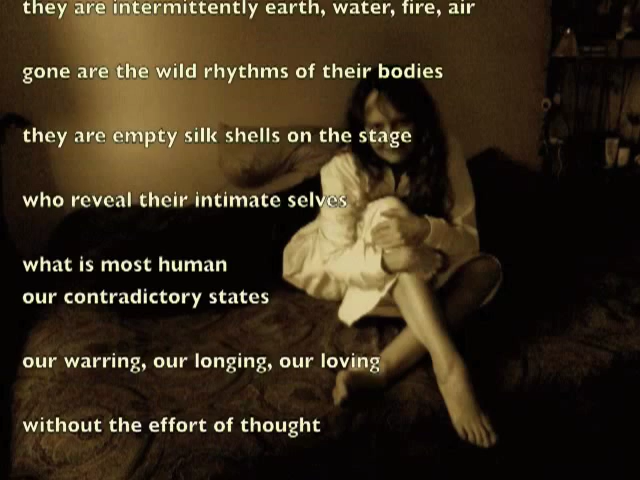 they are intermittently earth, water, fire, air
gone are the wild rhythms of their bodies
they are empty silk shells on the stage
who reveal their intimate selves
what is most human
our contradictory states
our warring, our longing, our loving
without the effort of thought